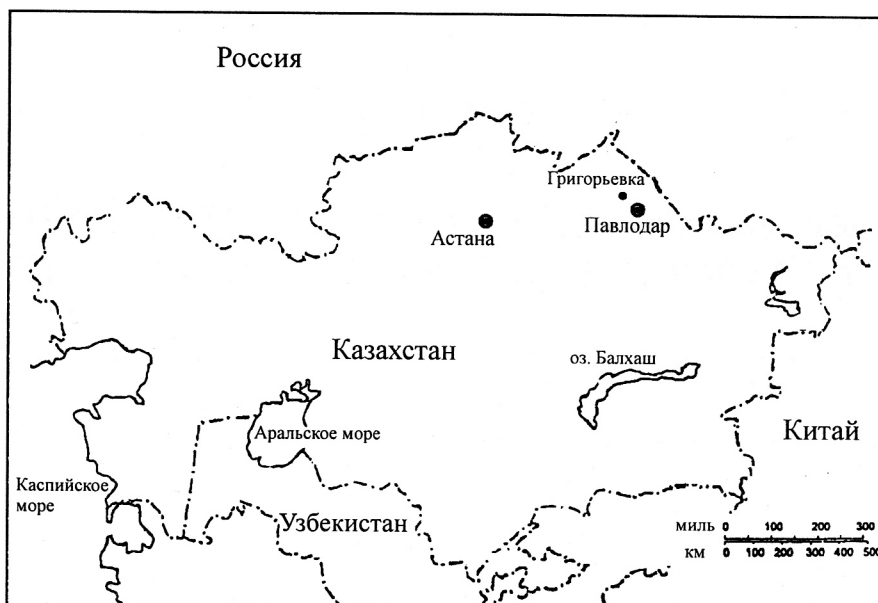 Россия
Григорьевка
Астана
Павлодар
Казахстан
оз. Балхаш
Аральское море
Китай
Каспийское
море
Узбекистан
миль 0 100 200 300
км 0 100 200 300 400 500